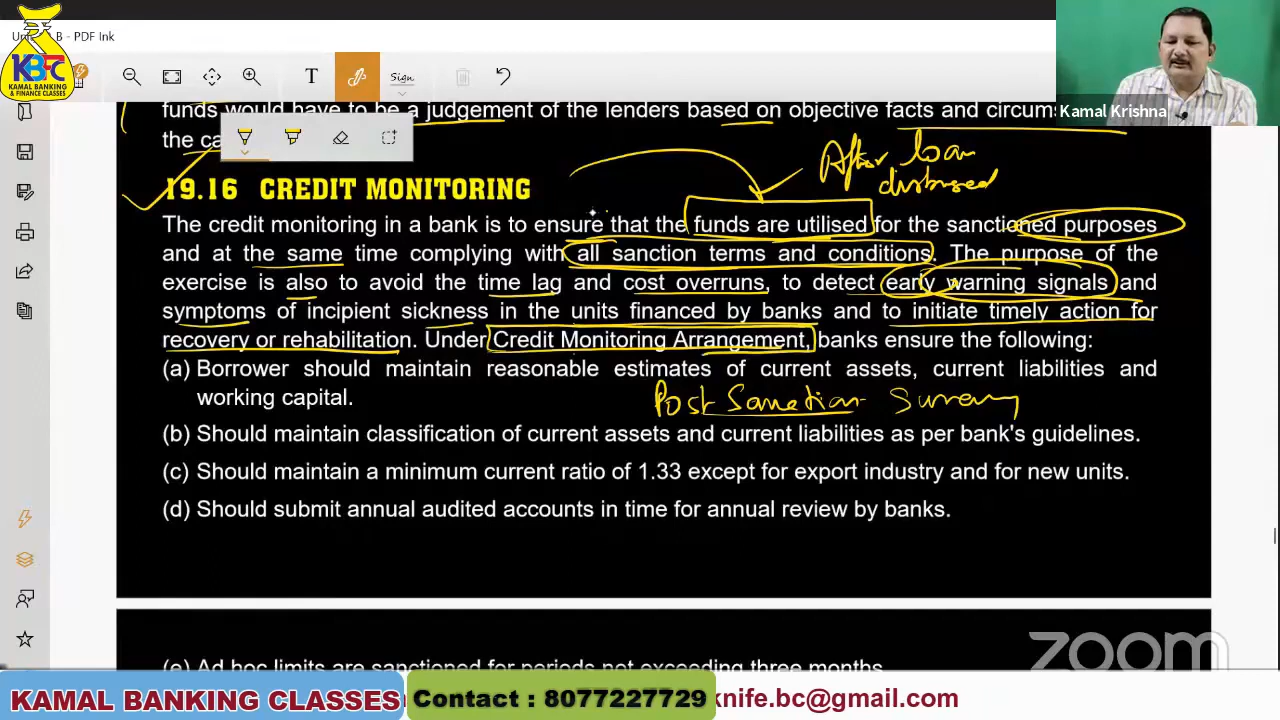 B - PDF Ink
KBFC
KAMAL BANKING
& FINANCE CLASSES
T
Sign
Kamal Krishna
funds would have to be a judgement of the lenders based on objective facts and circums
the ca
After loan
disbursed
19.16 CREDIT MONITORING
The credit monitoring in a bank is to ensure that the funds are utilised for the sanctioned purposes
and at the same time complying with all sanction terms and conditions. The purpose of the
exercise is also to avoid the time lag and cost overruns, to detect early warning signals and
symptoms of incipient sickness in the units financed by banks and to initiate timely action for
recovery or rehabilitation. Under Credit Monitoring Arrangement, banks ensure the following:
(a) Borrower should maintain reasonable estimates of current assets, current liabilities and
working capital.
Post Sanction
(b) Should maintain classification of current assets and current liabilities as per bank's guidelines.
(c) Should maintain a minimum current ratio of 1.33 except for export industry and for new units.
(d) Should submit annual audited accounts in time for annual review by banks.
zoom
(e) Ad hoc limits are sanctioned for periods not exceeding three months.
KAMAL BANKING CLASSES
Contact : 8077227729
knife.bc@gmail.com